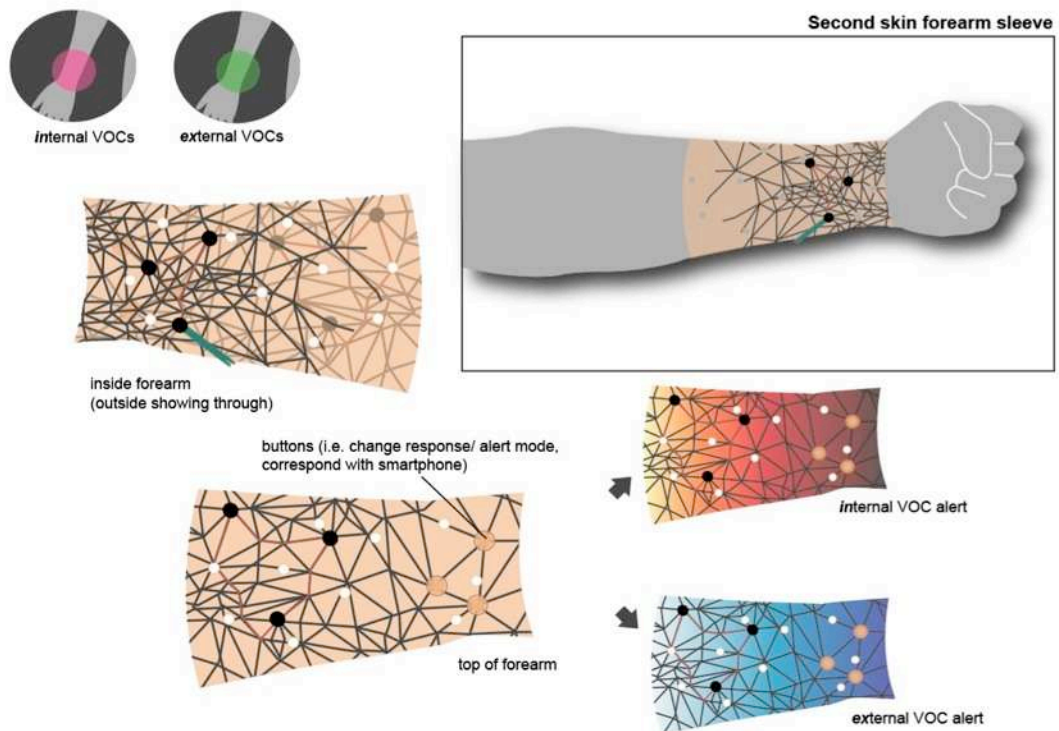 Second skin forearm sleeve
internal VOCs
external VOCs
inside forearm
(outside showing through)
buttons (i.e. change response/ alert mode,
correspond with smartphone)
internal VOC alert
top of forearm
external VOC alert